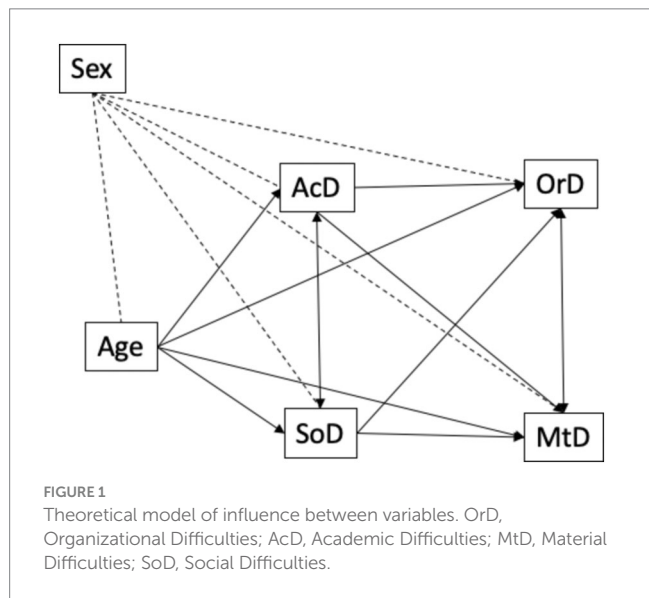 Sex
AcD
OrD
Age
SoD
MtD
FIGURE 1
Theoretical model of influence between variables. OrD,
Organizational Difficulties; AcD, Academic Difficulties; MtD, Material
Difficulties; SoD, Social Difficulties.